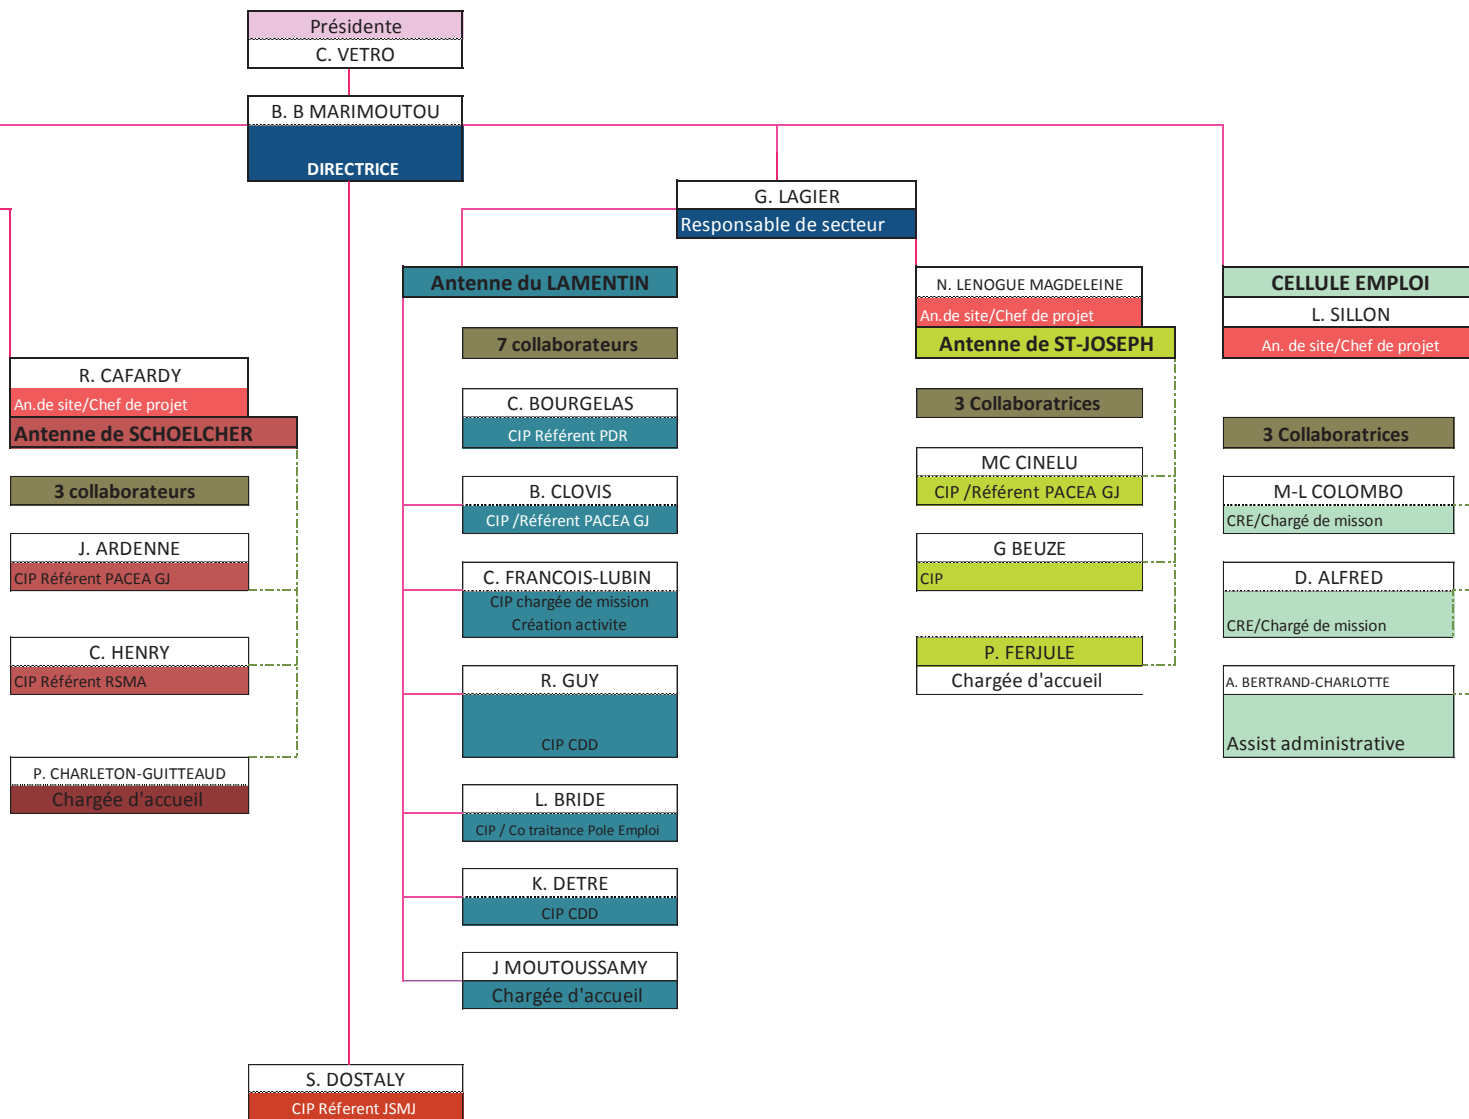 Présidente
C. VETRO
B. B MARIMOUTOU
DIRECTRICE
G. LAGIER
Responsable de secteur
R. CAFARDY
An.de site/Chef de projet
Antenne de SCHOELCHER
3 collaborateurs
J. ARDENNE
CIP Référent PACEA GJ
C. HENRY
CIP Référent RSMA
P. CHARLETON-GUITTEAUD
Chargée d'accueil
Antenne du LAMENTIN
7 collaborateurs
C. BOURGELAS
CIP Référent PDR
B. CLOVIS
CIP /Référent PACEA GJ
C. FRANCOIS-LUBIN
CIP chargée de mission
Création activite
R. GUY
CIP CDD
L. BRIDE
CIP / Co traitance Pole Emploi
K. DETRE
CIP CDD
J MOUTOUSSAMY
Chargée d'accueil
N. LENOGUE MAGDELEINE
An.de site/Chef de projet
Antenne de ST-JOSEPH
3 Collaboratrices
MC CINELU
CIP /Référent PACEA GJ
G BEUZE
CIP
P. FERJULE
Chargée d'accueil
CELLULE EMPLOI
L. SILLON
An. de site/Chef de projet
3 Collaboratrices
M-L COLOMBO
CRE/Chargé de misson
D. ALFRED
CRE/Chargé de mission
A. BERTRAND-CHARLOTTE
Assist administrative
S. DOSTALY
CIP Réferent JSMJ